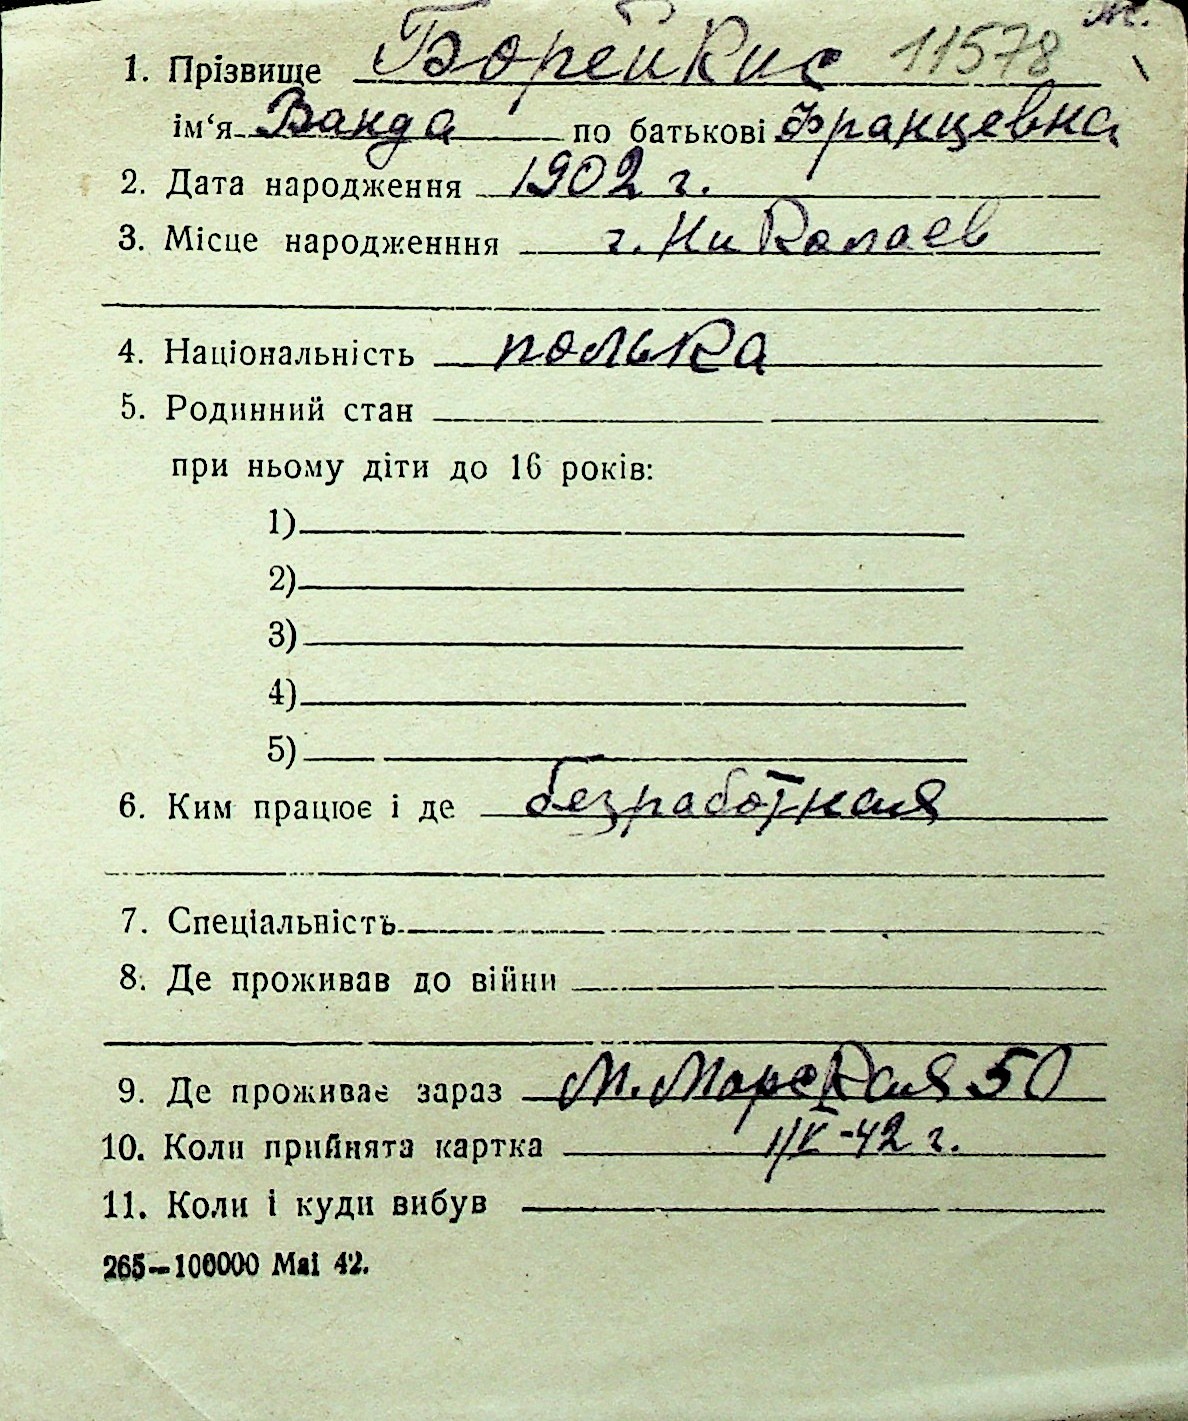 ж.
1. Прізвище Борейкис 11578
ім‘я Ванда по батькові Францевна
2. Дата народження 1902 г.
3. Місце народженння г. Николаев
4. Національність полька
5. Родинний стан
при ньому діти до 16 років:
1)
2)
3)
4)
5)
6. Ким працює і де безработная
7. Спеціальність
8. Де проживав до війни
9. Де проживає зараз М. Морская 50
10. Коли прийнята картка -42 г.
11. Коли і куди вибув
265—100000 Mai 42.